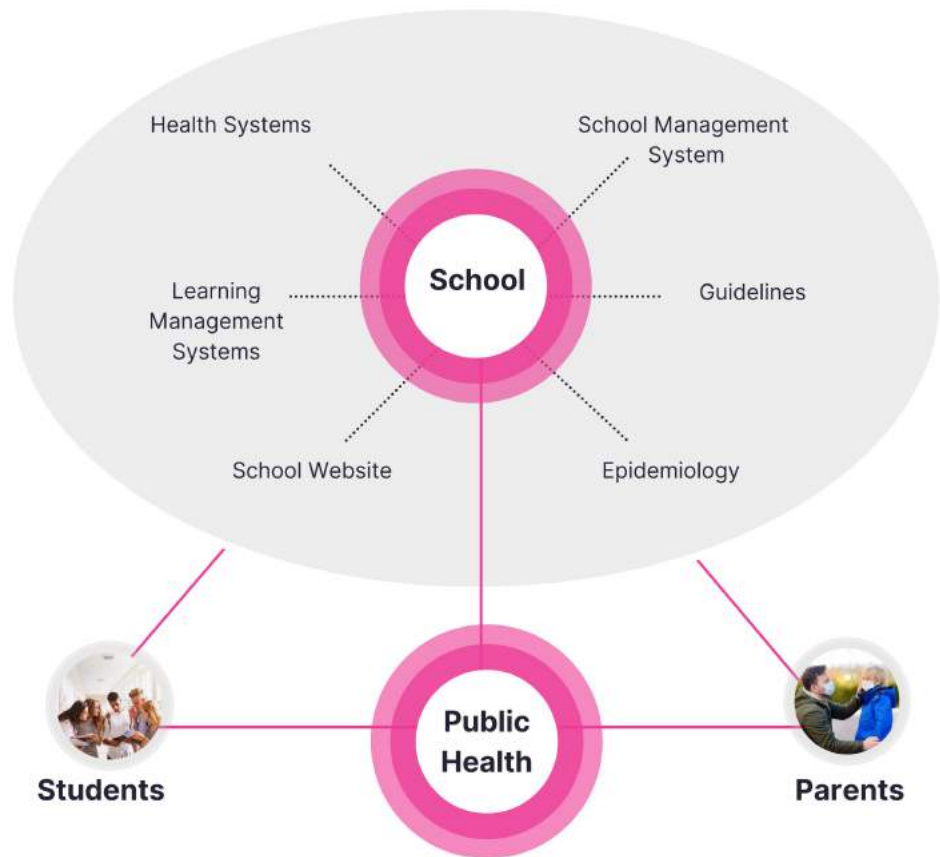 Health Systems
School Management
System
School
Learning
Management
Systems
Guidelines
School Website
Epidemiology
Public
Health
Students
Parents